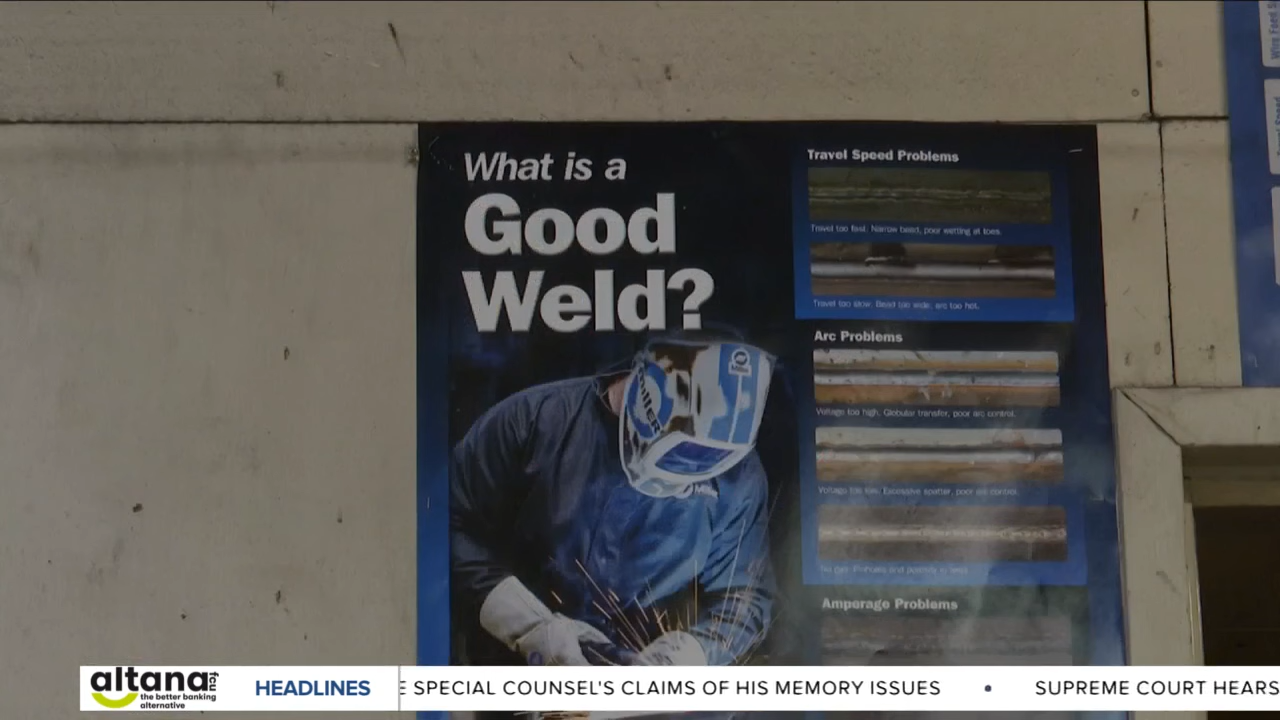 What is a
Good
Weld?
Travel Speed Problems
Travel too fast. Narrow bead, poor wetting at toes.
Travel too slow. Bead too wide, arc too hot.
Arc Problems
Voltage too high. Globular transfer, poor arc control.
Voltage too low. Excessive spatter, poor arc control.
Amperage Problems
Miller
altana fcu
the better banking
alternative
HEADLINES
SPECIAL COUNSEL'S CLAIMS OF HIS MEMORY ISSUES • SUPREME COURT HEARS